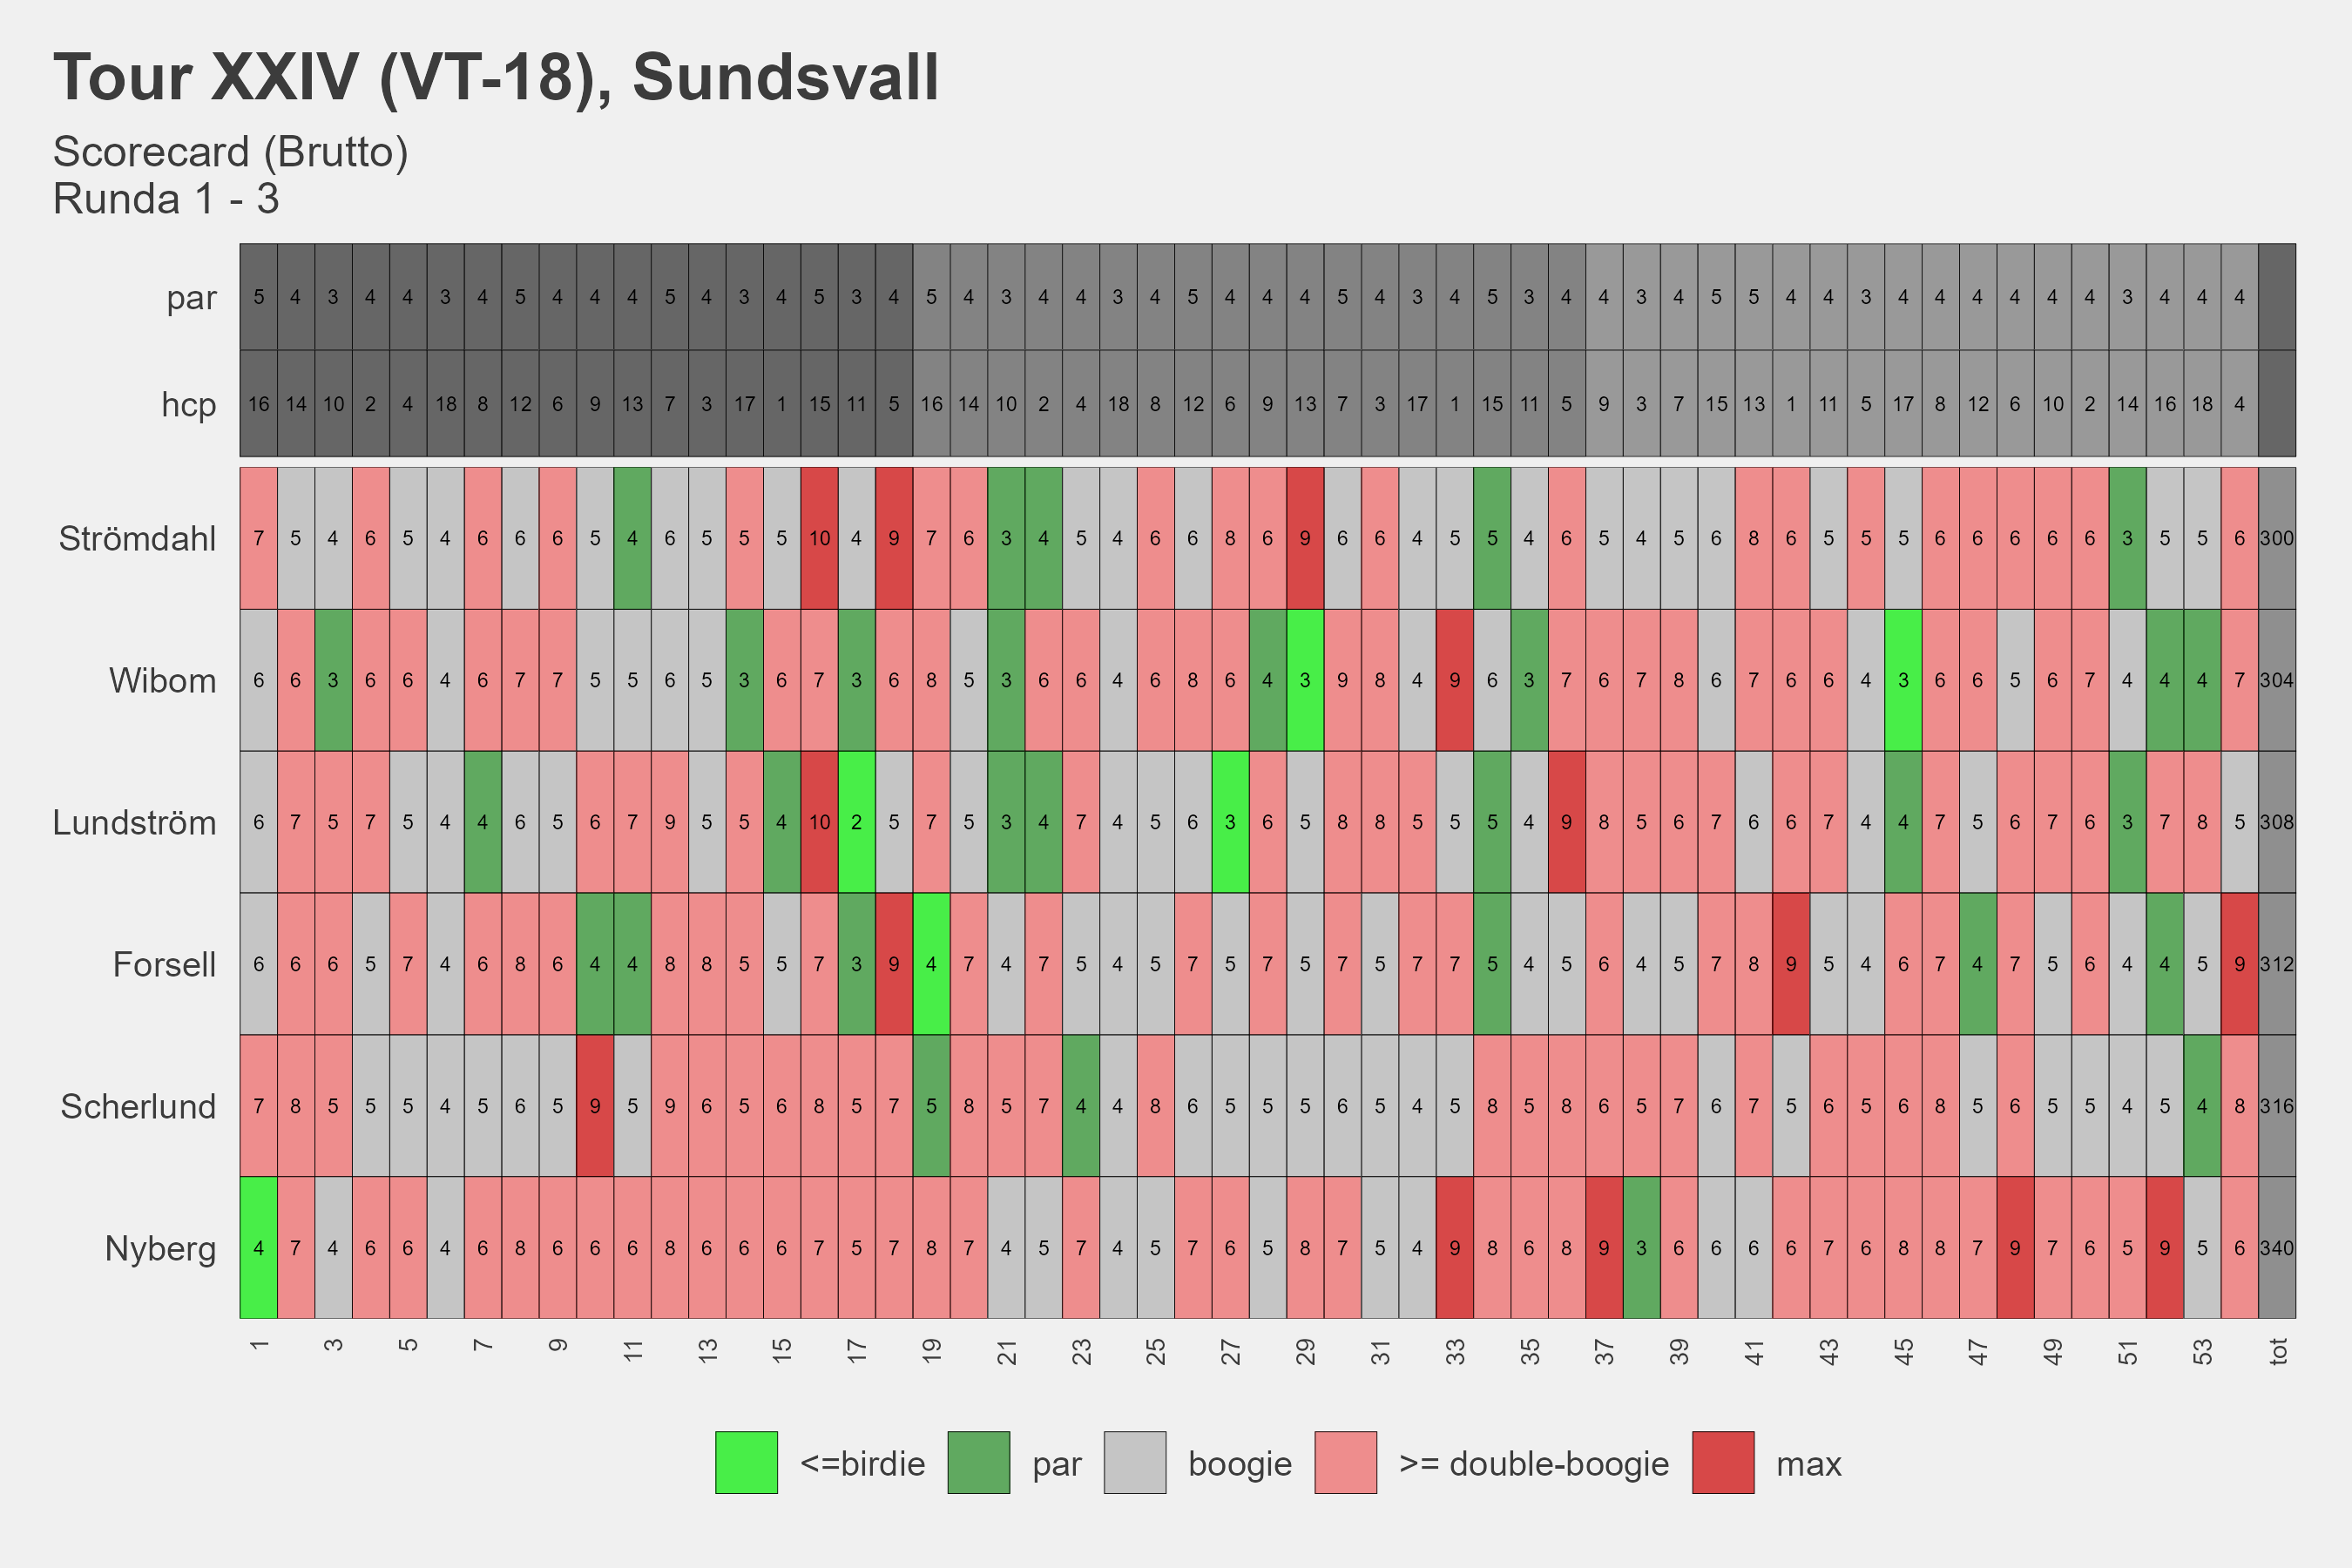 Tour XXIV (VT-18), Sundsvall
Scorecard (Brutto)
Runda 1 - 3
par 5 4 3 4 4 3 4 5 4 4 4 5 4 3 4 5 3 4 5 4 3 4 4 3 4 5 4 4 4 5 4 3 4 5 3 4 4 3 4 5 5 4 4 3 4 4 4 4 4 4 3 4 4 4
hcp 16 14 10 2 4 18 8 12 6 9 13 7 3 17 1 15 11 5 16 14 10 2 4 18 8 12 6 9 13 7 3 17 1 15 11 5 9 3 7 15 13 1 11 5 17 8 12 6 10 2 14 16 18 4
Strömdahl 7 5 4 6 5 4 6 6 6 5 4 6 5 5 5 10 4 9 7 6 3 4 5 4 6 6 8 6 9 6 6 4 5 5 4 6 5 4 5 6 8 6 5 5 5 6 6 6 6 6 3 5 5 6 300
Wibom 6 6 3 6 6 4 6 7 7 5 5 6 5 3 6 7 3 6 8 5 3 6 6 4 6 8 6 4 3 9 8 4 9 6 3 7 6 7 8 6 7 6 6 4 3 6 6 5 6 7 4 4 4 7 304
Lundström 6 7 5 7 5 4 4 6 5 6 7 9 5 5 4 10 2 5 7 5 3 4 7 4 5 6 3 6 5 8 8 5 5 5 4 9 8 5 6 7 6 6 7 4 4 7 5 6 7 6 3 7 8 5 308
Forsell 6 6 6 5 7 4 6 8 6 4 4 8 8 5 5 7 3 9 4 7 4 7 5 4 5 7 5 7 5 7 5 7 7 5 4 5 6 4 5 7 8 9 5 4 6 7 4 7 5 6 4 4 5 9 312
Scherlund 7 8 5 5 5 4 5 6 5 9 5 9 6 5 6 8 5 7 5 8 5 7 4 4 8 6 5 5 5 6 5 4 5 8 5 8 6 5 7 6 7 5 6 5 6 8 5 6 5 5 4 5 4 8 316
Nyberg 4 7 4 6 6 4 6 8 6 6 6 8 6 6 6 7 5 7 8 7 4 5 7 4 5 7 6 5 8 7 5 4 9 8 6 8 9 3 6 6 6 6 7 6 8 8 7 9 7 6 5 9 5 6 340
1 3 5 7 9 11 13 15 17 19 21 23 25 27 29 31 33 35 37 39 41 43 45 47 49 51 53 tot
<=birdie par boogie >= double-boogie max